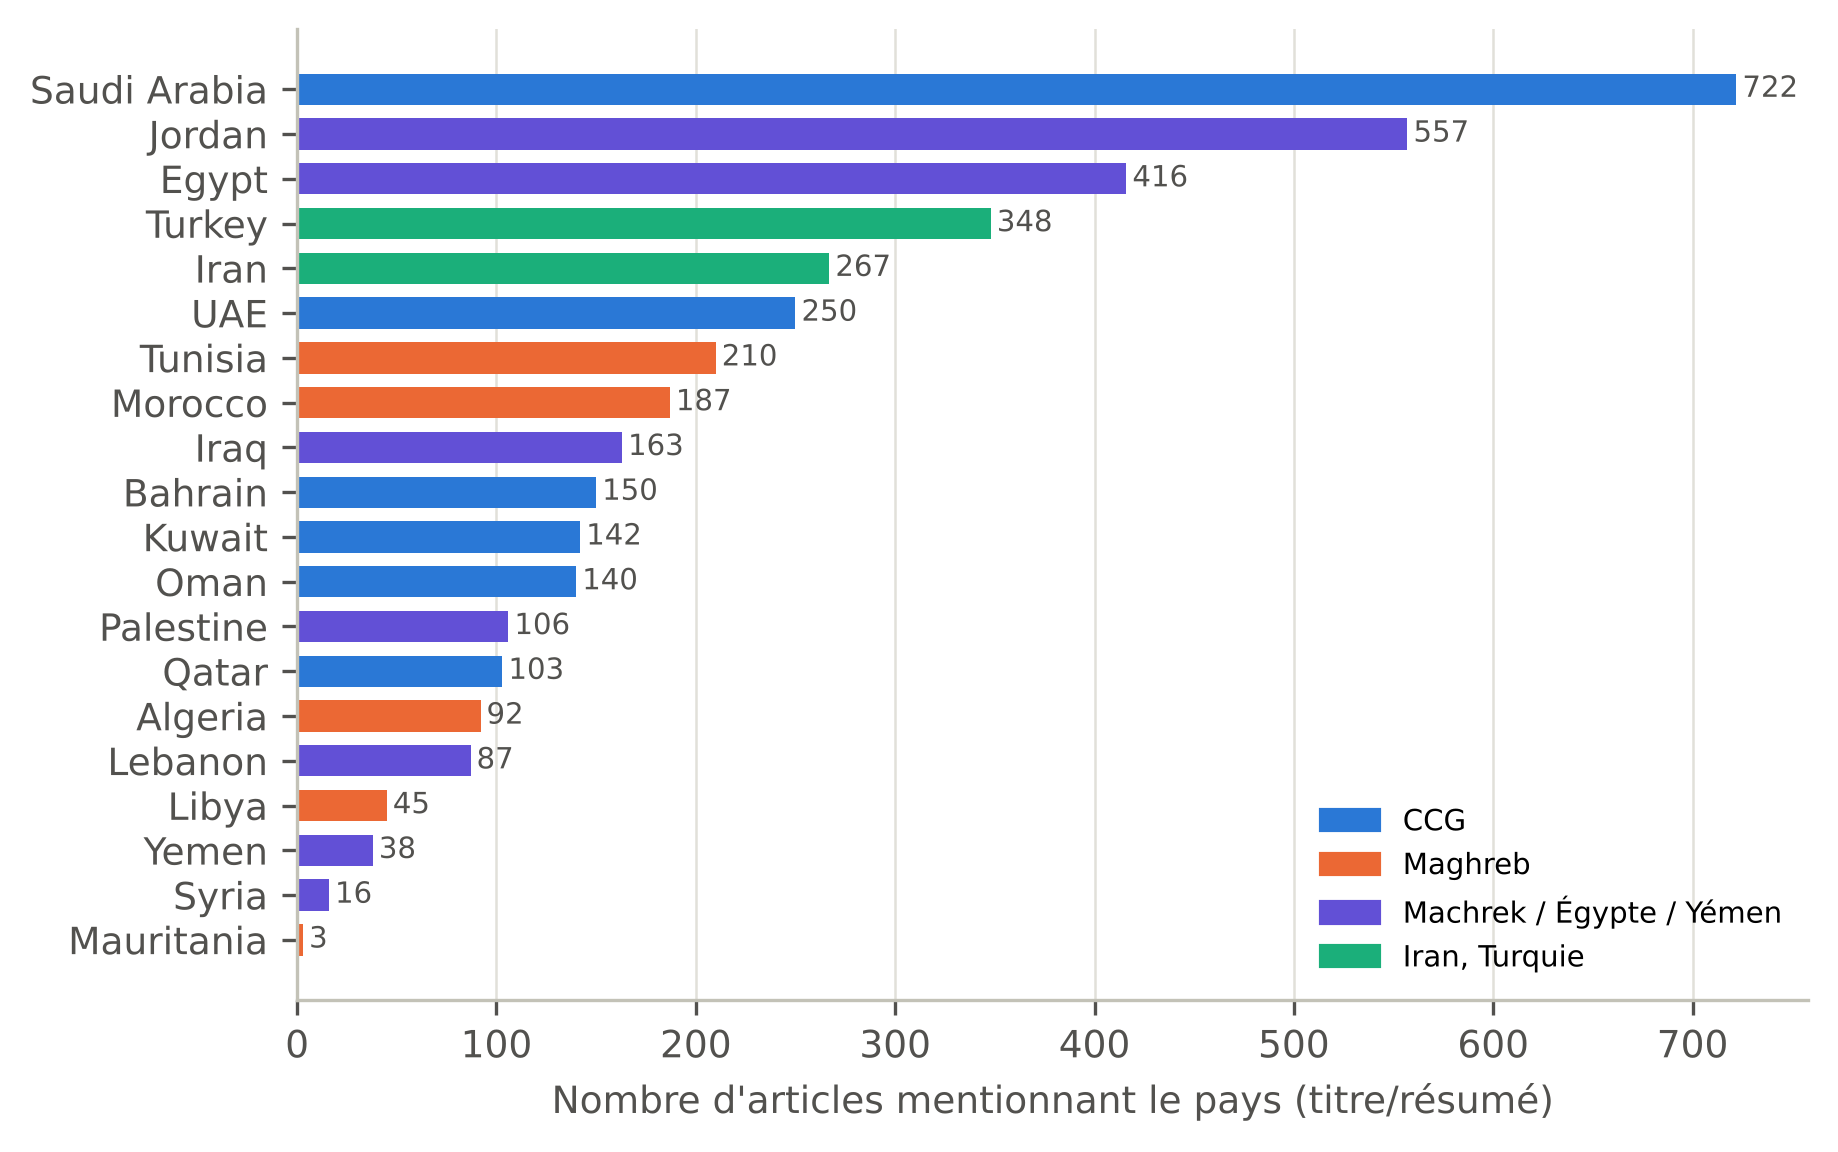 Saudi Arabia 722
Jordan 557
Egypt 416
Turkey 348
Iran 267
UAE 250
Tunisia 210
Morocco 187
Iraq 163
Bahrain 150
Kuwait 142
Oman 140
Palestine 106
Qatar 103
Algeria 92
Lebanon 87
Libya 45
Yemen 38
Syria 16
Mauritania 3
CCG
Maghreb
Machrek / Égypte / Yémen
Iran, Turquie
0 100 200 300 400 500 600 700
Nombre d'articles mentionnant le pays (titre/résumé)